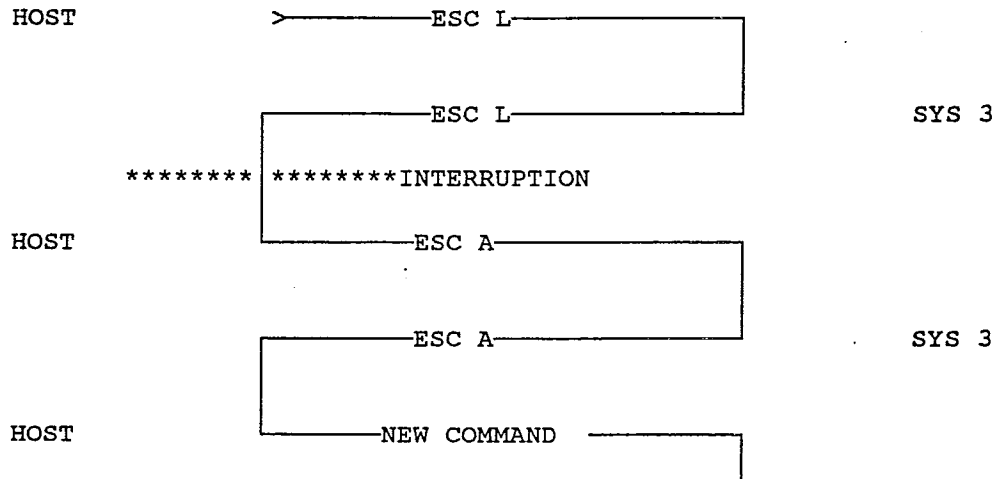 HOST >ESC L
ESC L SYS 3
******** ********INTERRUPTION
HOST ESC A
ESC A SYS 3
HOST NEW COMMAND